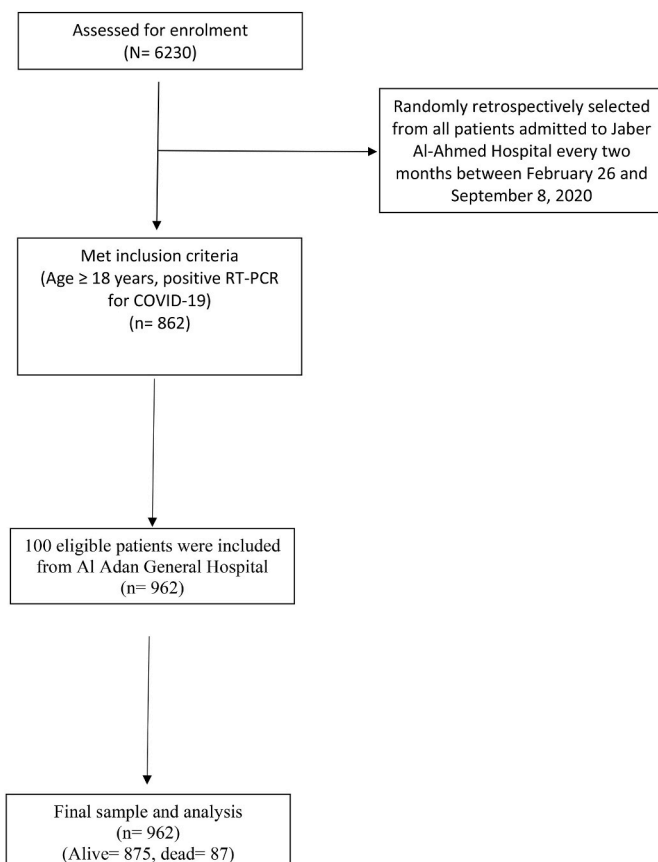 Assessed for enrolment
(N= 6230)
Randomly retrospectively selected
from all patients admitted to Jaber
Al-Ahmed Hospital every two
months between February 26 and
September 8, 2020
Met inclusion criteria
(Age ≥ 18 years, positive RT-PCR
for COVID-19)
(n= 862)
100 eligible patients were included
from Al Adan General Hospital
(n= 962)
Final sample and analysis
(n= 962)
(Alive= 875, dead= 87)